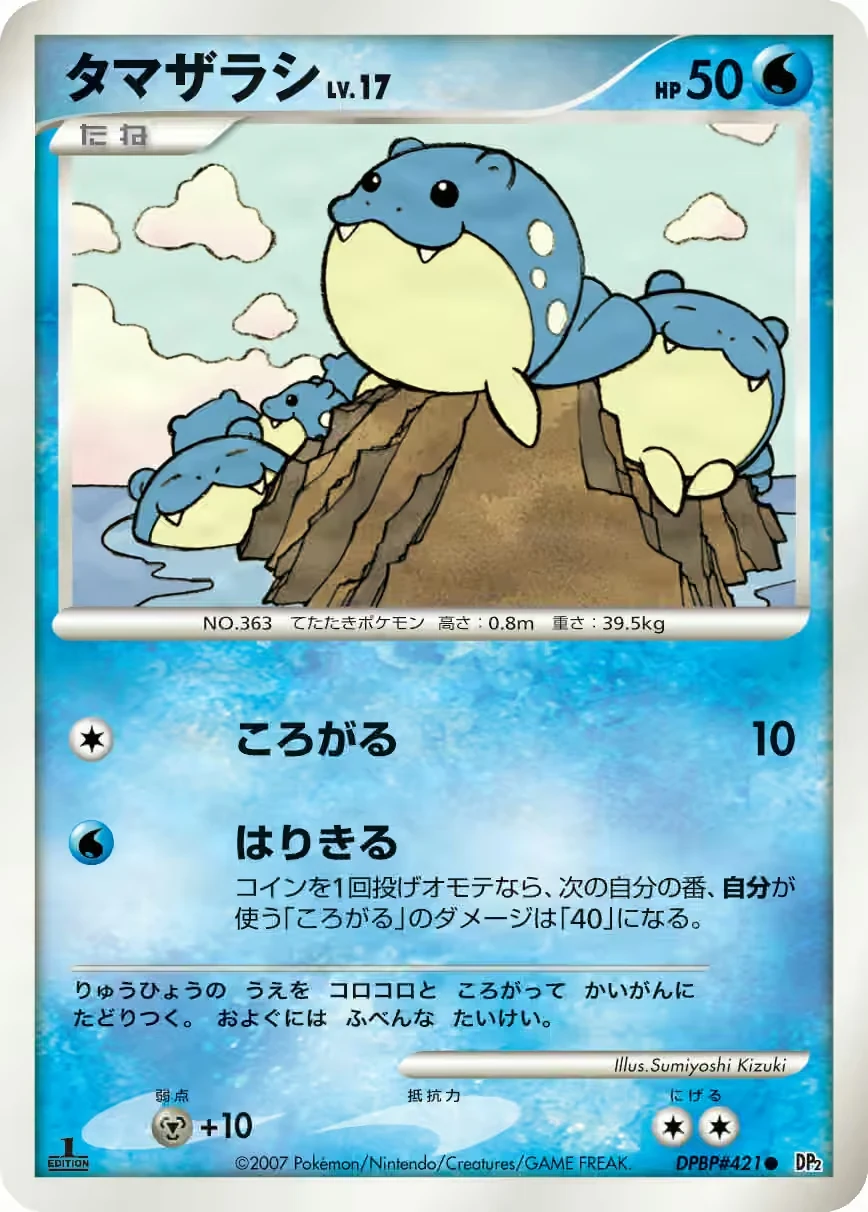 タマザラシ LV.17 HP 50
たね
NO.363 てたたきポケモン 高さ:0.8m 重さ:39.5kg
ころがる 10
はりきる
コインを1回投げオモテなら、次の自分の番、自分が
使う「ころがる」のダメージは「40」になる。
りゅうひょうの うえを コロコロと ころがって かいがんに
たどりつく。 およぐには ふべんな たいけい。
Illus.Sumiyoshi Kizuki
弱点 抵抗力 にげる
+10
1 EDITION ©2007 Pokémon/Nintendo/Creatures/GAME FREAK. DPBP#421● DP2